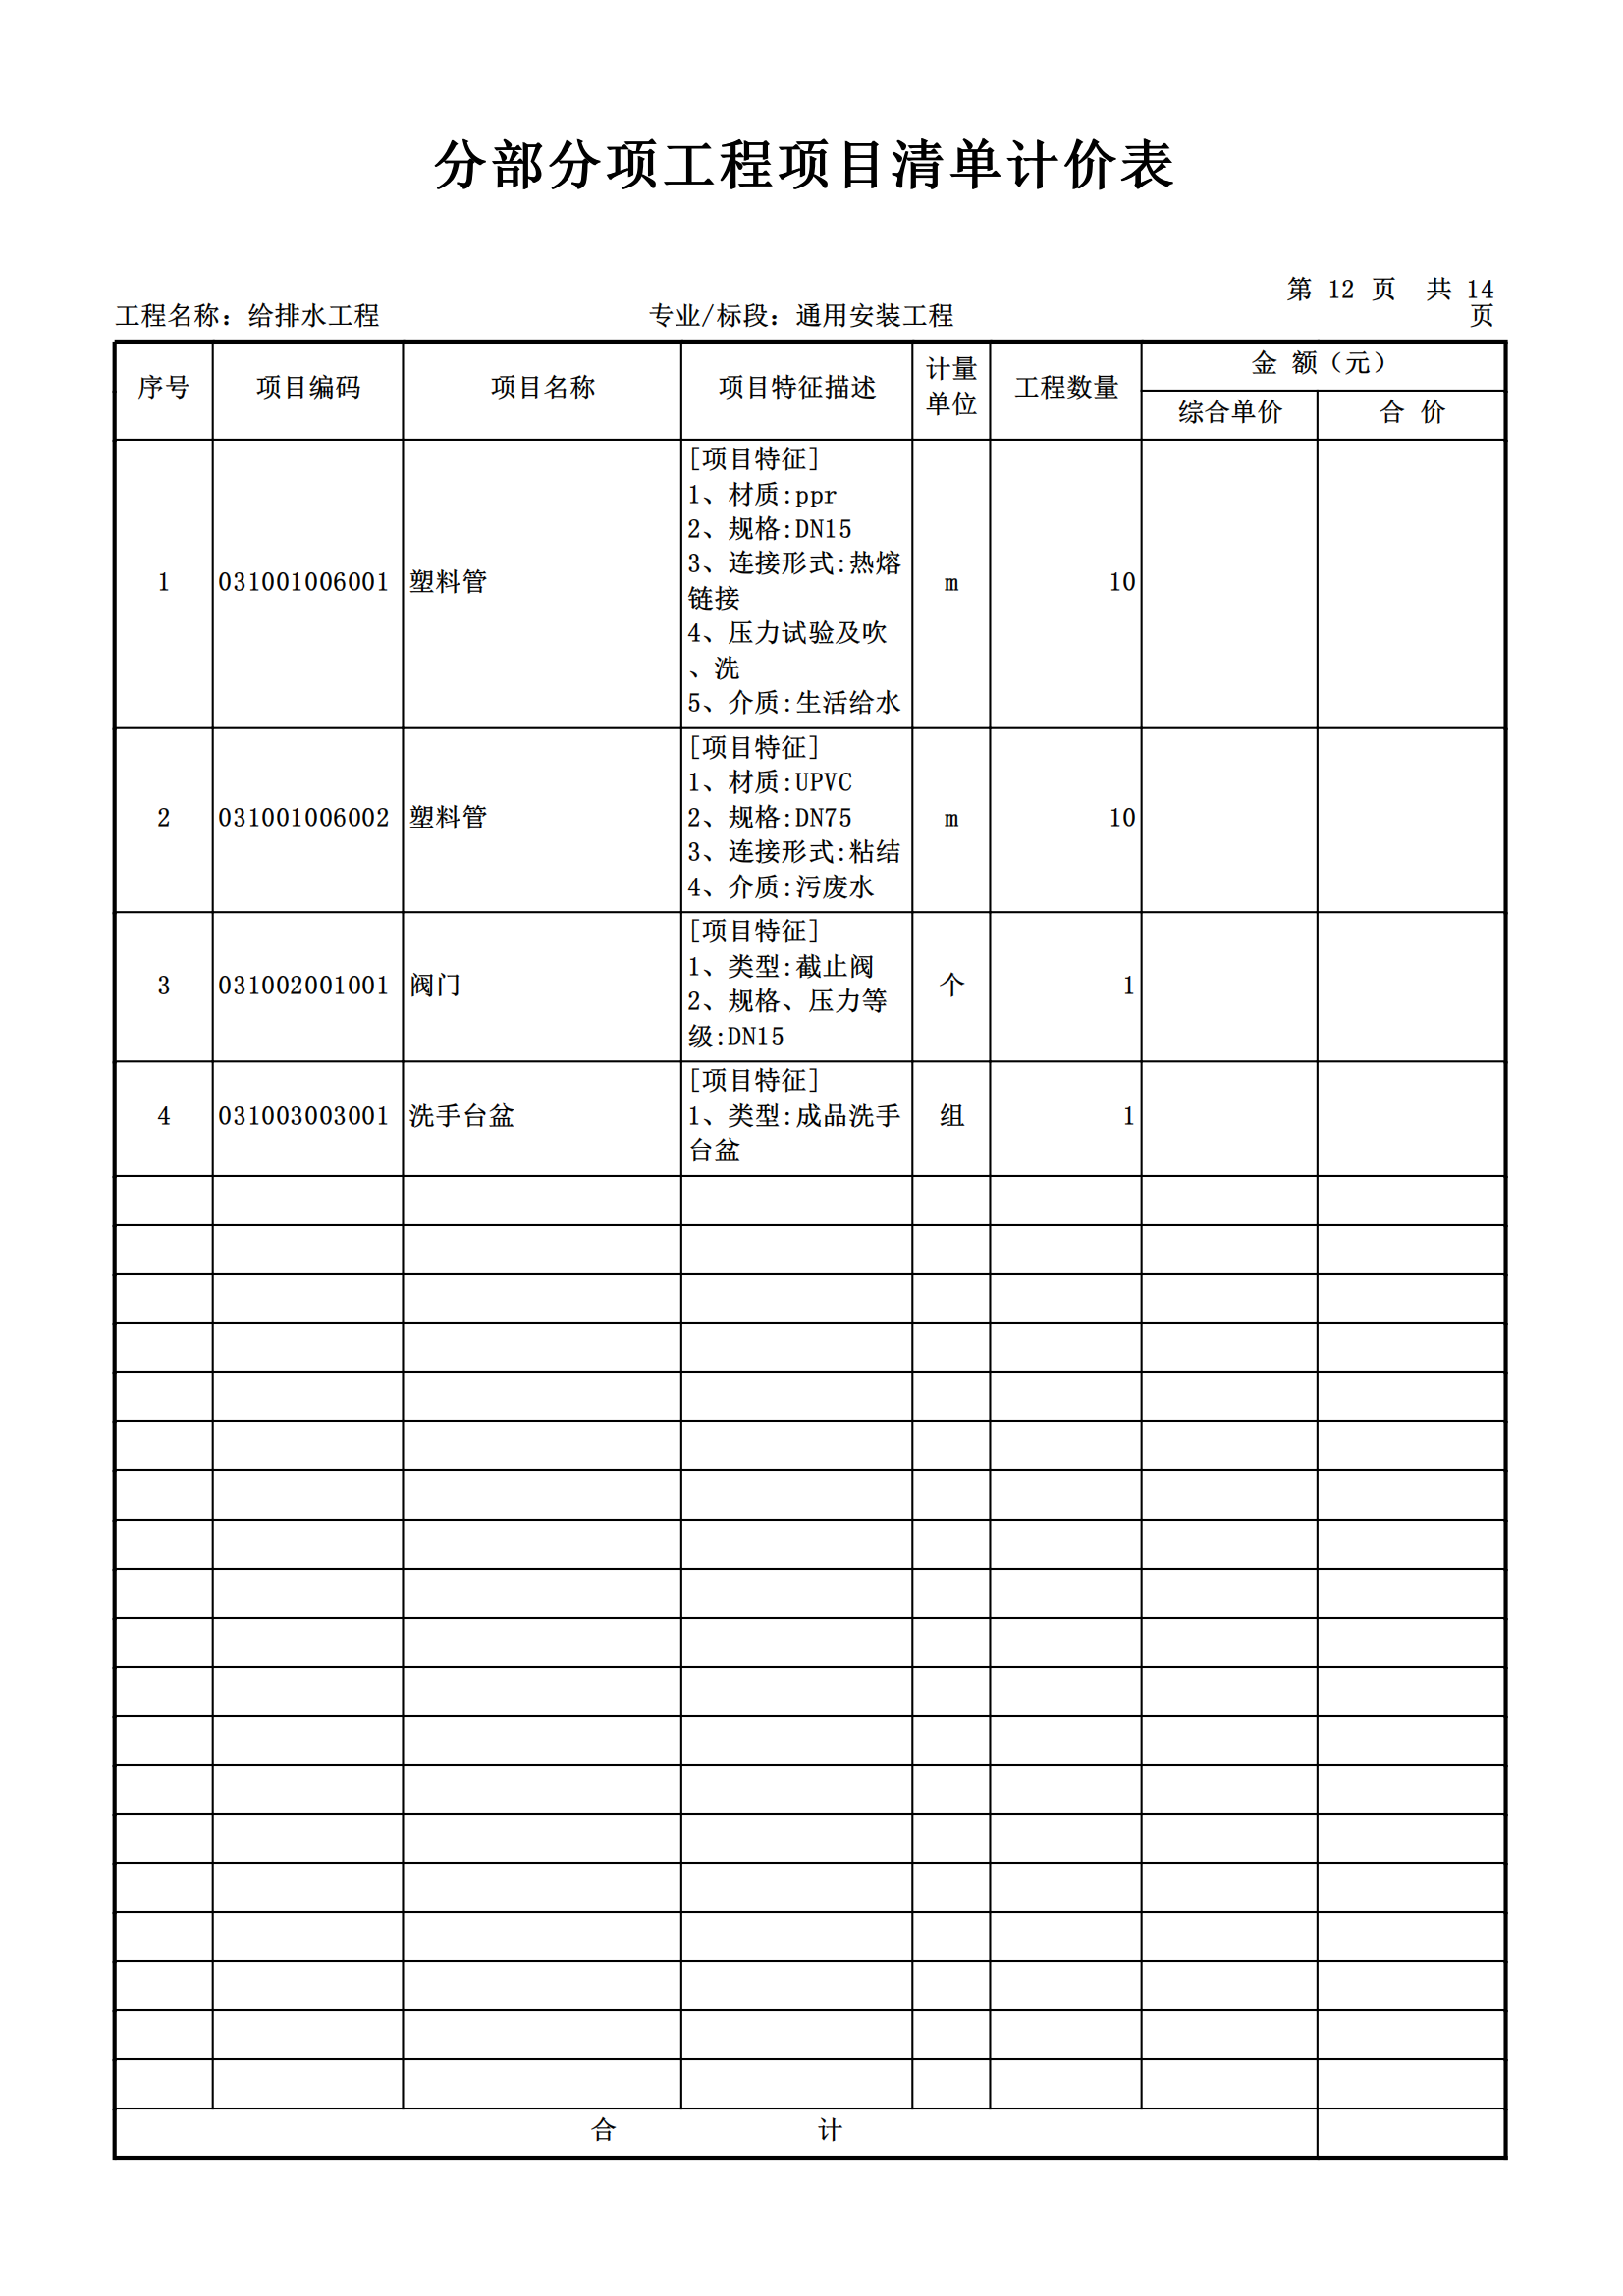 分部分项工程项目清单计价表
第 12 页 共 14
工程名称：给排水工程 专业/标段：通用安装工程 页
序号 项目编码 项目名称 项目特征描述 计量单位 工程数量 金 额（元）
综合单价 合 价
[项目特征]
1、材质:ppr
2、规格:DN15
3、连接形式:热熔
1 031001006001 塑料管 m 10
链接
4、压力试验及吹
、洗
5、介质:生活给水
[项目特征]
1、材质:UPVC
2 031001006002 塑料管 2、规格:DN75 m 10
3、连接形式:粘结
4、介质:污废水
[项目特征]
1、类型:截止阀
3 031002001001 阀门 个 1
2、规格、压力等
级:DN15
[项目特征]
4 031003003001 洗手台盆 1、类型:成品洗手 组 1
台盆
合 计